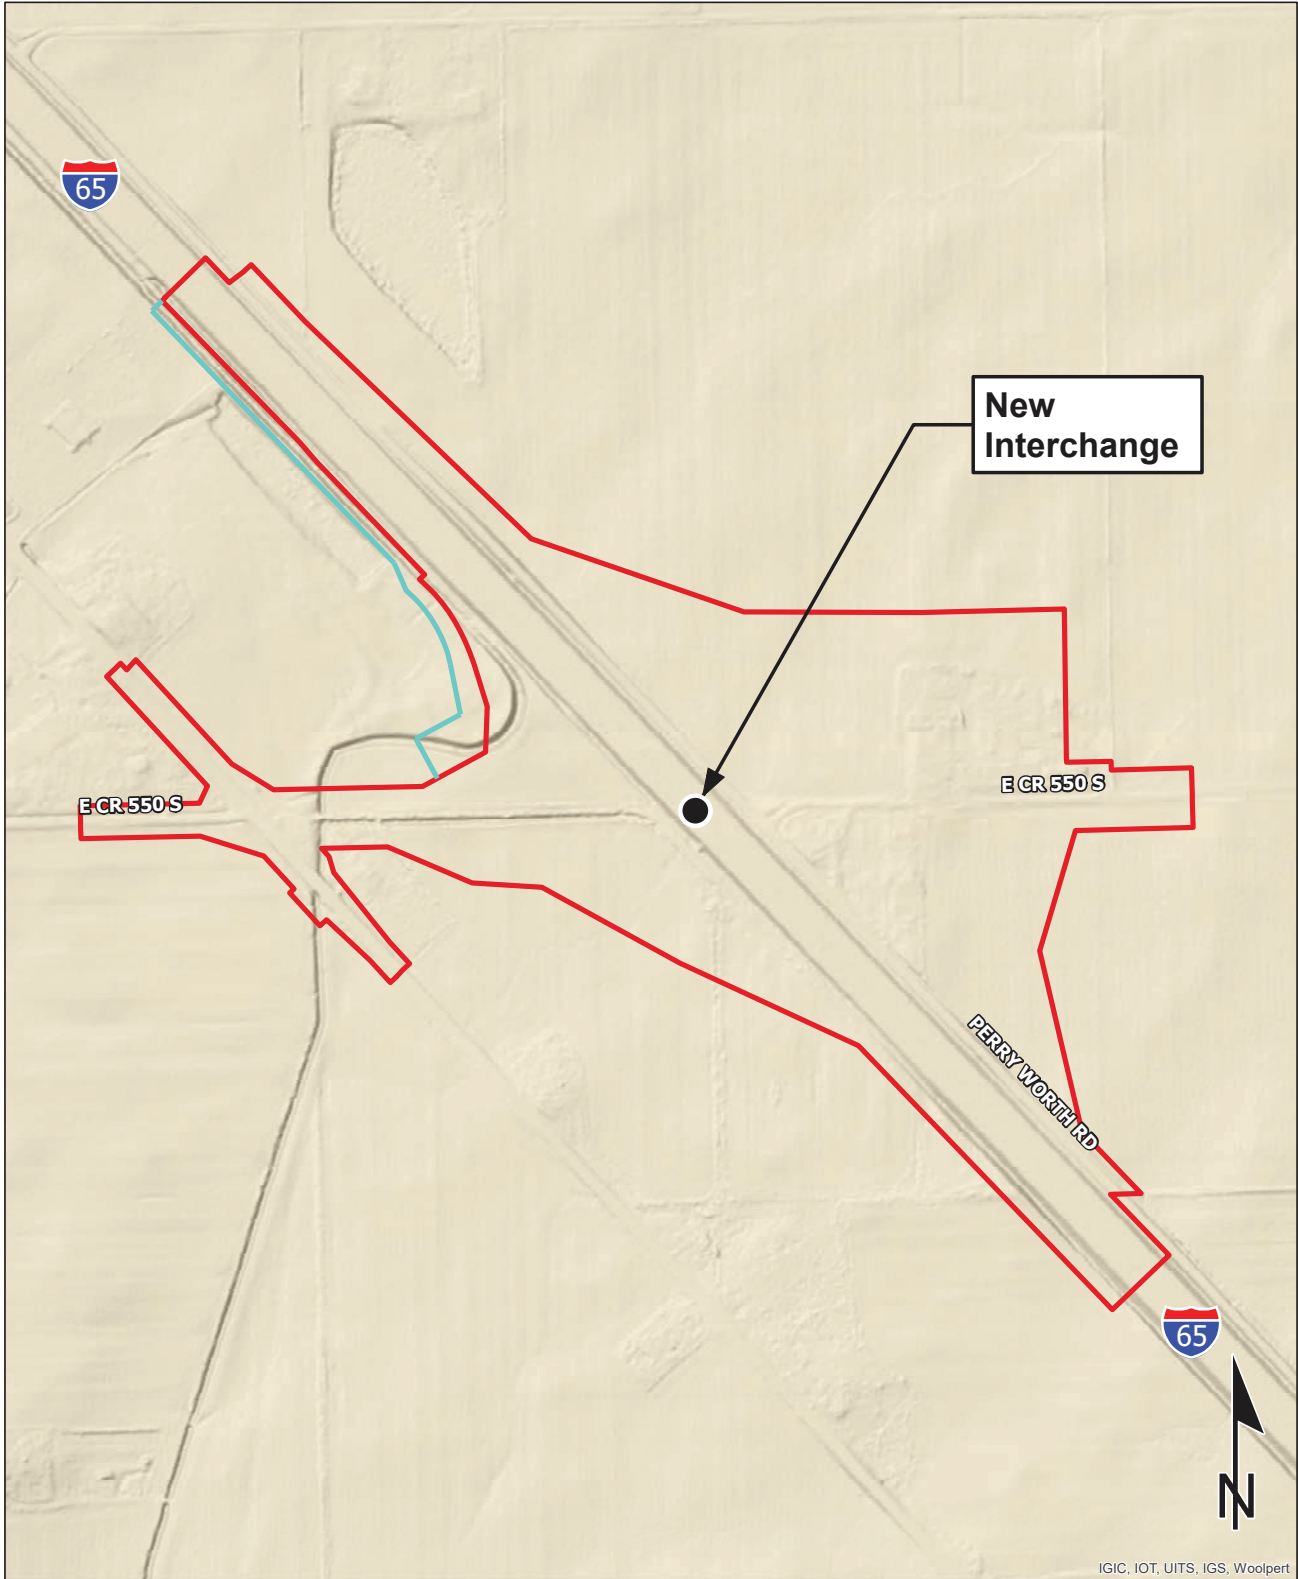 65
New
Interchange
E CR 550 S
E CR 550 S
PERRY WORTH RD
65
N
IGIC, IOT, UITS, IGS, Woolpert